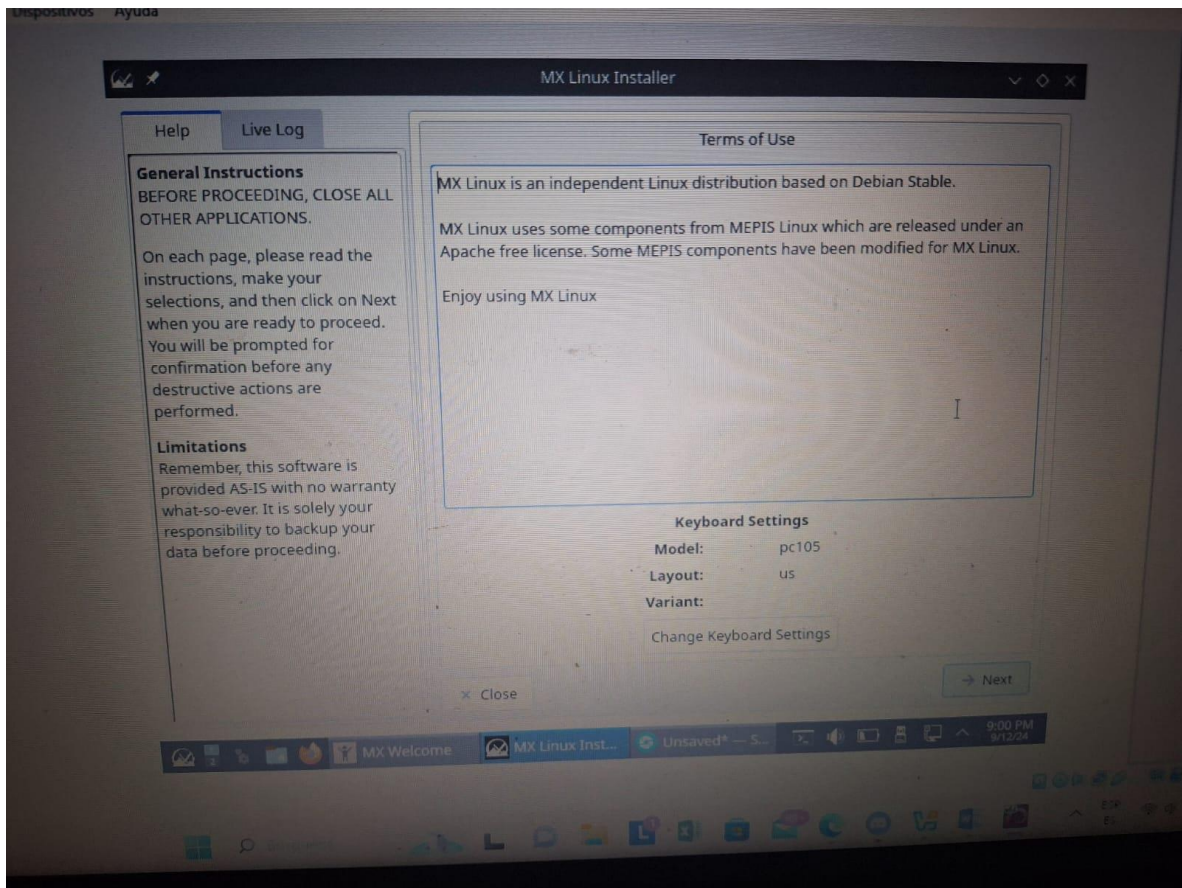 Dispositivos Ayuda
MX Linux Installer
Help
Live Log
General Instructions
BEFORE PROCEEDING, CLOSE ALL
OTHER APPLICATIONS.
On each page, please read the
instructions, make your
selections, and then click on Next
when you are ready to proceed.
You will be prompted for
confirmation before any
destructive actions are
performed.
Limitations
Remember, this software is
provided AS-IS with no warranty
what-so-ever. It is solely your
responsibility to backup your
data before proceeding.
Terms of Use
MX Linux is an independent Linux distribution based on Debian Stable.
MX Linux uses some components from MEPIS Linux which are released under an
Apache free license. Some MEPIS components have been modified for MX Linux.
Enjoy using MX Linux
Keyboard Settings
Model: pc105
Layout: us
Variant:
Change Keyboard Settings
Close
Next
MX Welcome
MX Linux Inst...
Unsaved* — S...
9:00 PM
9/12/24
ESP